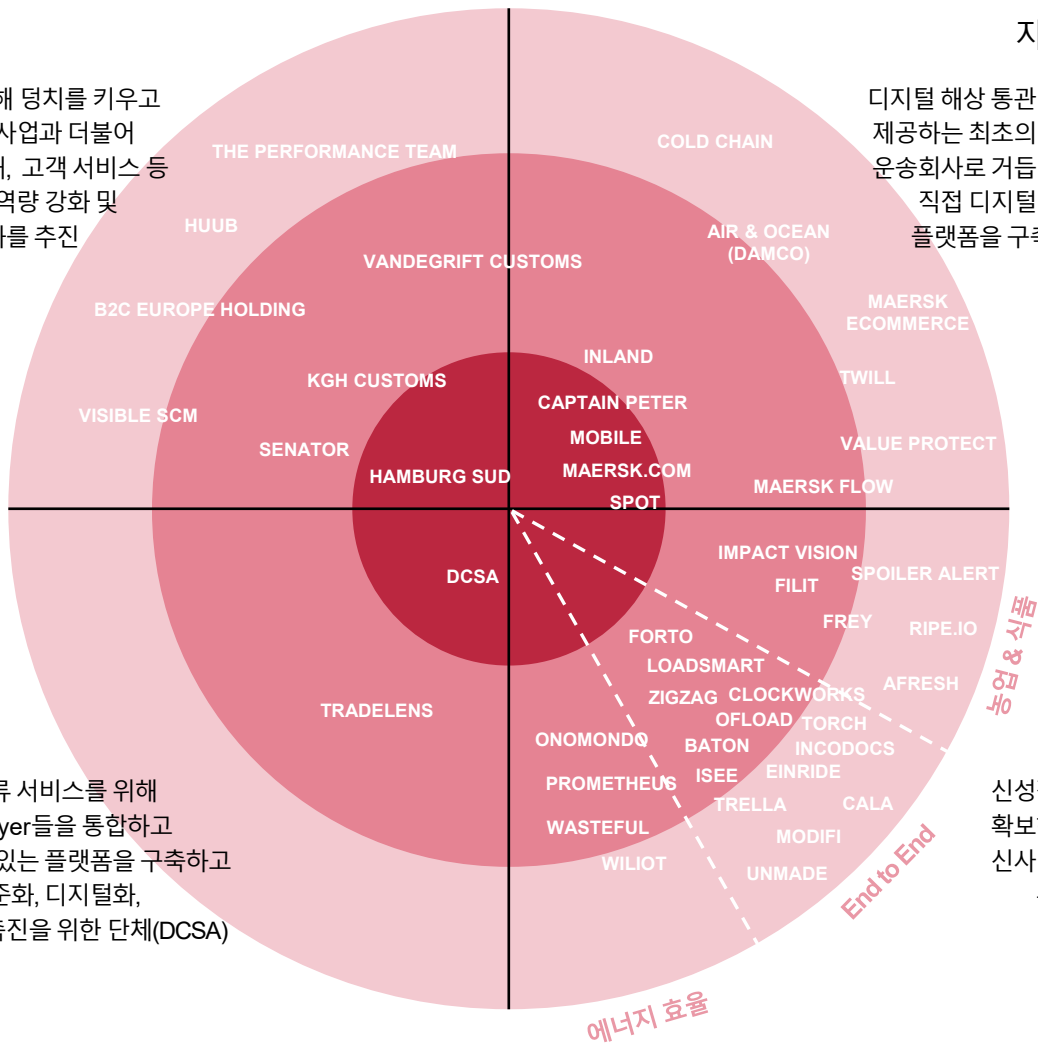 해 덩치를 키우고
사업과 더불어
고객 서비스 등
역량 강화 및
추진
디지털 해상 통관
제공하는 최초의
운송회사로 거듭
직접 디지털
플랫폼을
THE PERFORMANCE TEAM
HUUB
VANDEGRIFT CUSTOMS
B2C EUROPE HOLDING
KGH CUSTOMS
VISIBLE SCM
SENATOR
HAMBURG SUD
COLD CHAIN
AIR & OCEAN
(DAMCO)
MAERSK
ECOMMERCE
INLAND
TWILL
CAPTAIN PETER
MOBILE
VALUE PROTECT
MAERSK.COM
MAERSK FLOW
SPOT
DCSA
TRADELENS
서비스를 위해
yer들을 통합하고
있는 플랫폼을 구축하고
준화, 디지털화,
촉진을 위한 단체(DCSA)
IMPACT VISION
SPOILER ALERT
FILIT
FREY
RIPE.IO
AFRESH
농업 & 식품
FORTO
LOADSMART
ZIGZAG
CLOCKWORKS
OFLOAD
TORCH
BATON
INCODOCS
ISEE
EINRIDE
TRELLA
CALA
MODIFI
UNMADE
End to End
ONOMONDO
PROMETHEUS
WASTEFUL
WILIOT
에너지 효율
신성
확보
신사